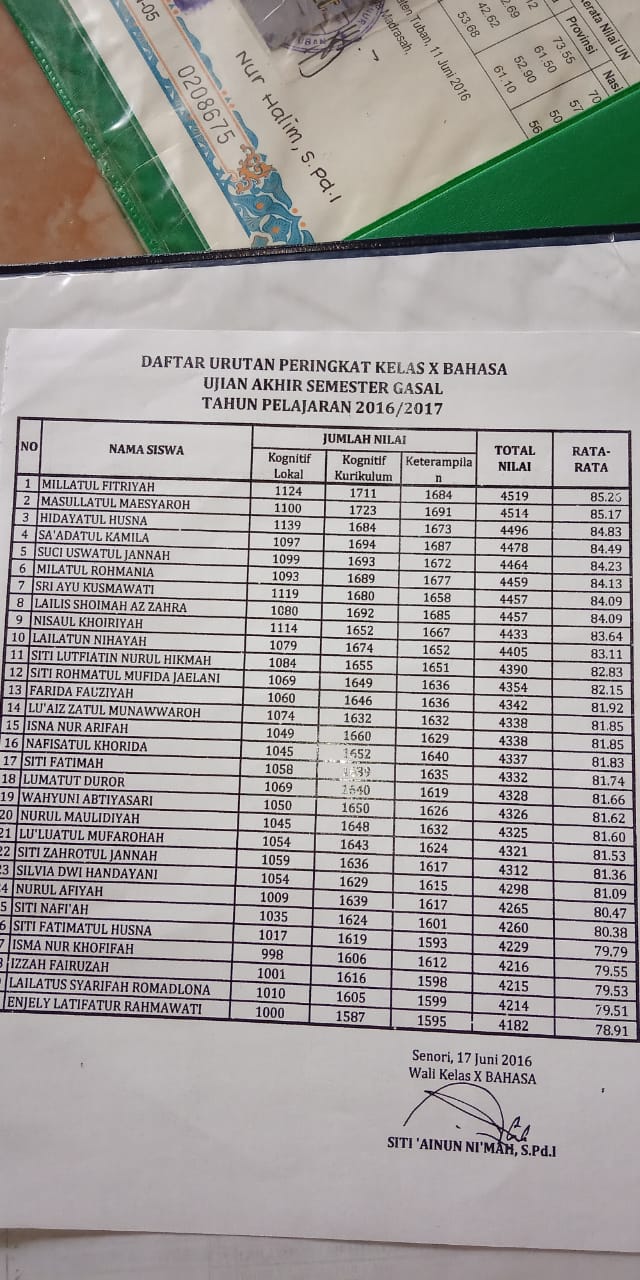 N-05
0208675
Nur Halim, S.Pd.I
Tuban, 11 Juni 2016
Madrasah,
Nilai UN
Provinsi
73.55
61.50
52.90
61.10
42.62
53.68
70
57
50
56
DAFTAR URUTAN PERINGKAT KELAS X BAHASA
UJIAN AKHIR SEMESTER GASAL
TAHUN PELAJARAN 2016/2017
NO NAMA SISWA JUMLAH NILAI TOTAL NILAI RATA-RATA
Kognitif Lokal Kognitif Kurikulum Keterampilan
1 MILLATUL FITRIYAH 1124 1711 1684 4519 85.26
2 MASULLATUL MAESYAROH 1100 1723 1691 4514 85.17
3 HIDAYATUL HUSNA 1139 1684 1673 4496 84.83
4 SA'ADATUL KAMILA 1097 1694 1687 4478 84.49
5 SUCI USWATUL JANNAH 1099 1693 1672 4464 84.23
6 MILATUL ROHMANIA 1093 1689 1677 4459 84.13
7 SRI AYU KUSMAWATI 1119 1680 1658 4457 84.09
8 LAILIS SHOIMAH AZ ZAHRA 1080 1692 1685 4457 84.09
9 NISAUL KHOIRIYAH 1114 1652 1667 4433 83.64
10 LAILATUN NIHAYAH 1079 1674 1652 4405 83.11
11 SITI LUTFIATIN NURUL HIKMAH 1084 1655 1651 4390 82.83
12 SITI ROHMATUL MUFIDA JAELANI 1069 1649 1636 4354 82.15
13 FARIDA FAUZIYAH 1060 1646 1636 4342 81.92
14 LU'AIZ ZATUL MUNAWWAROH 1074 1632 1632 4338 81.85
15 ISNA NUR ARIFAH 1049 1660 1629 4338 81.85
16 NAFISATUL KHORIDA 1045 1652 1640 4337 81.83
17 SITI FATIMAH 1058 1635 4332 81.74
18 LUMATUT DUROR 1069 1640 1619 4328 81.66
19 WAHYUNI ABTIYASARI 1050 1650 1626 4326 81.62
20 NURUL MAULIDIYAH 1045 1648 1632 4325 81.60
21 LU'LUATUL MUFAROHAH 1054 1643 1624 4321 81.53
22 SITI ZAHROTUL JANNAH 1059 1636 1617 4312 81.36
23 SILVIA DWI HANDAYANI 1054 1629 1615 4298 81.09
4 NURUL AFIYAH 1009 1639 1617 4265 80.47
5 SITI NAFI'AH 1035 1624 1601 4260 80.38
6 SITI FATIMATUL HUSNA 1017 1619 1593 4229 79.79
7 ISMA NUR KHOFIFAH 998 1606 1612 4216 79.55
IZZAH FAIRUZAH 1001 1616 1598 4215 79.53
LAILATUS SYARIFAH ROMADLONA 1010 1605 1599 4214 79.51
ENJELY LATIFATUR RAHMAWATI 1000 1587 1595 4182 78.91
Senori, 17 Juni 2016
Wali Kelas X BAHASA
SITI 'AINUN NI'MAH, S.Pd.I